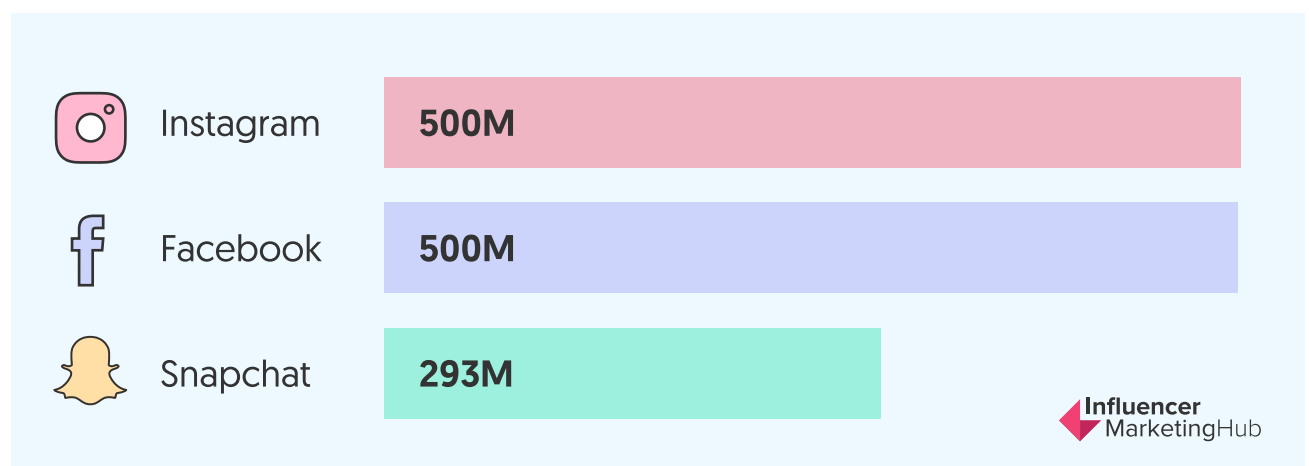 Instagram
500M
Facebook
500M
Snapchat
293M
Influencer
MarketingHub